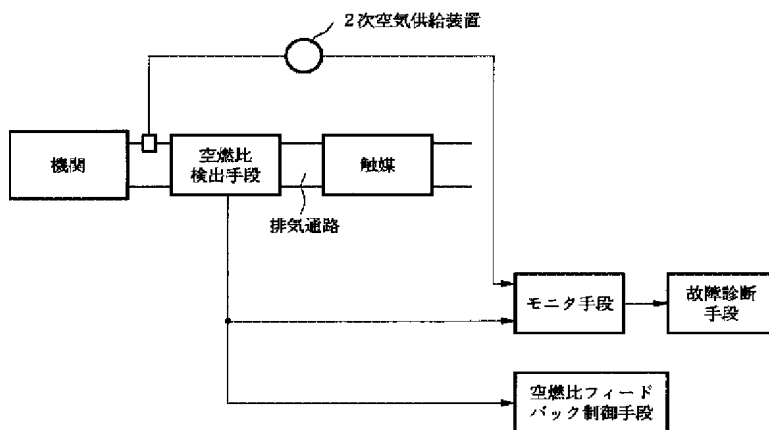 2次空気供給装置
機関
空燃比
検出手段
触媒
排気通路
モニタ手段
故障診断
手段
空燃比フィード
バック制御手段